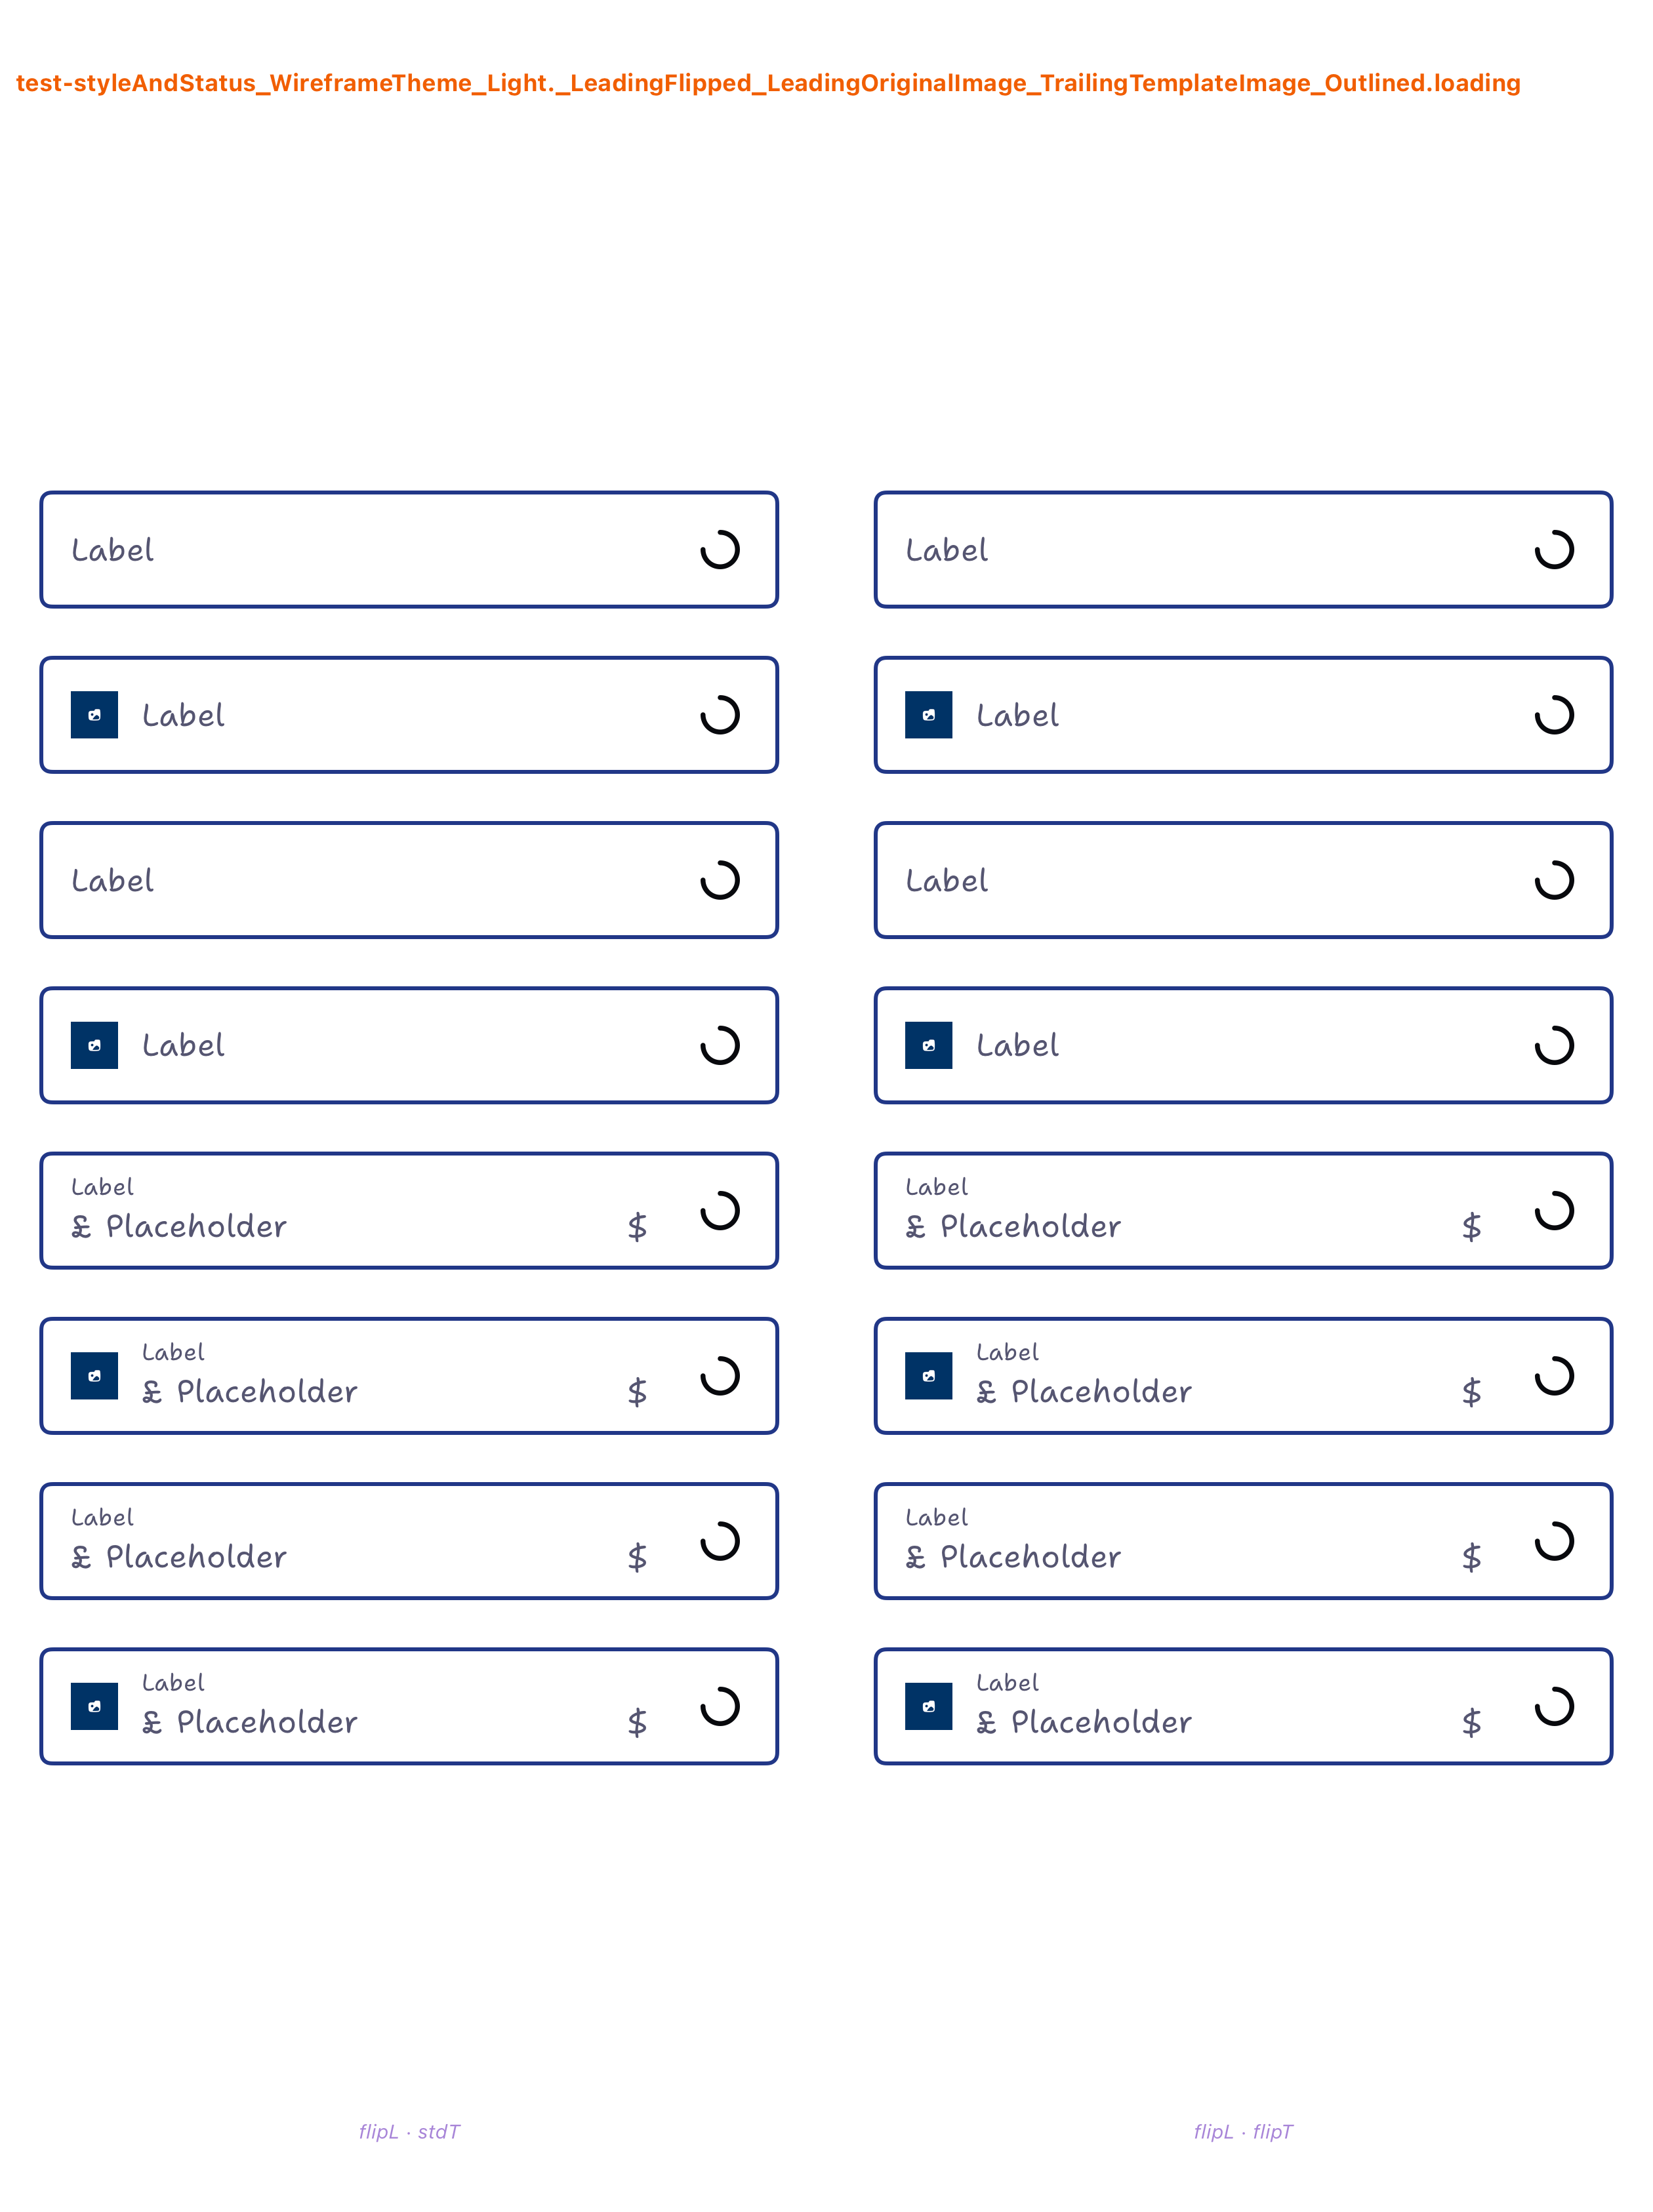 test-styleAndStatus_WireframeTheme_Light._LeadingFlipped_LeadingOriginalImage_TrailingTemplateImage_Outlined.loading
Label
Label
Label
Label
Label
Label
Label
Label
Label
Label
£ Placeholder $
£ Placeholder $
Label
Label
£ Placeholder $
£ Placeholder $
Label
Label
£ Placeholder $
£ Placeholder $
Label
Label
£ Placeholder $
£ Placeholder $
flipL · stdT
flipL · flipT